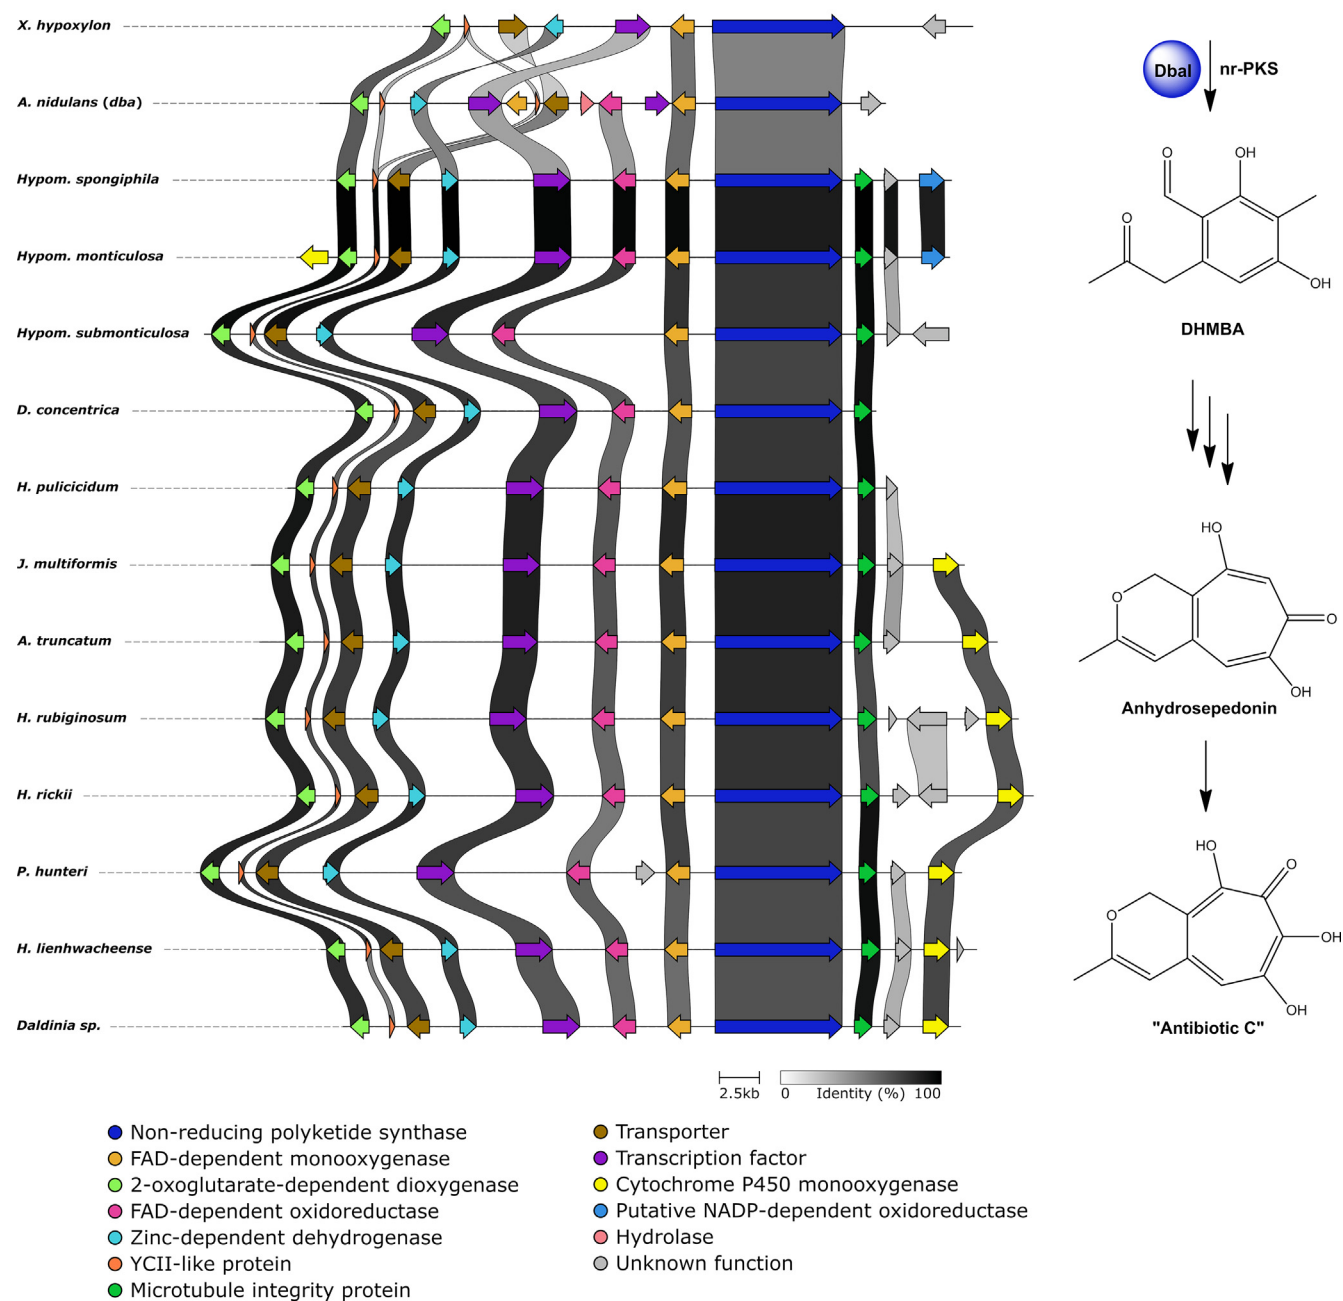 X. hypoxylon
A. nidulans (dba)
Hypom. spongiphila
Hypom. monticulosa
Hypom. submonticulosa
D. concentrica
H. pulicicidum
J. multiformis
A. truncatum
H. rubiginosum
H. rickii
P. hunteri
H. lienhwacheense
Daldinia sp.
DbaI nr-PKS
O
OH
O
OH
DHMBA
HO
O
O
OH
Anhydrosepedonin
HO
O
O
OH
OH
"Antibiotic C"
2.5kb
0 Identity (%) 100
Non-reducing polyketide synthase
FAD-dependent monooxygenase
2-oxoglutarate-dependent dioxygenase
FAD-dependent oxidoreductase
Zinc-dependent dehydrogenase
YCII-like protein
Microtubule integrity protein
Transporter
Transcription factor
Cytochrome P450 monooxygenase
Putative NADP-dependent oxidoreductase
Hydrolase
Unknown function